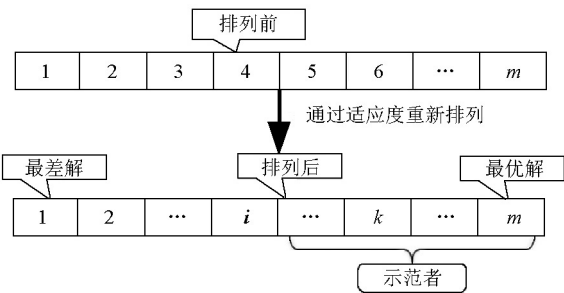 排列前
1 2 3 4 5 6 … m
通过适应度重新排列
最差解 排列后 最优解
1 2 … i … k … m
示范者